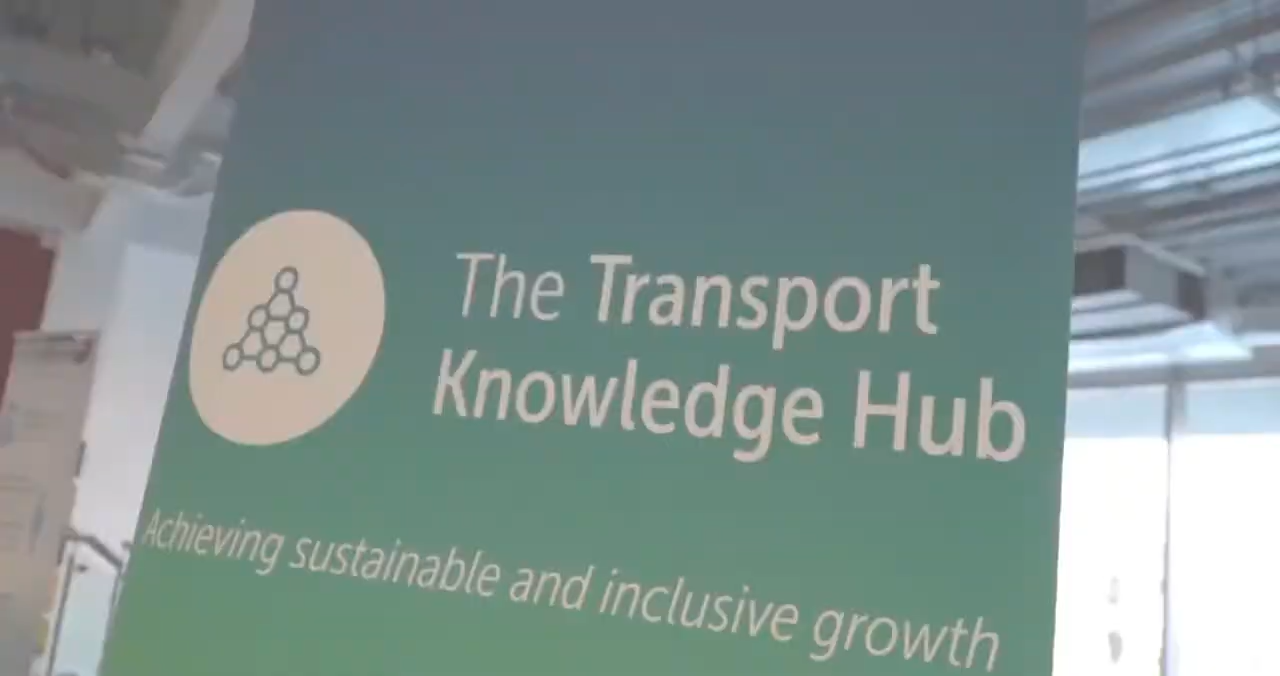 The Transport
Knowledge Hub
Achieving sustainable and inclusive growth